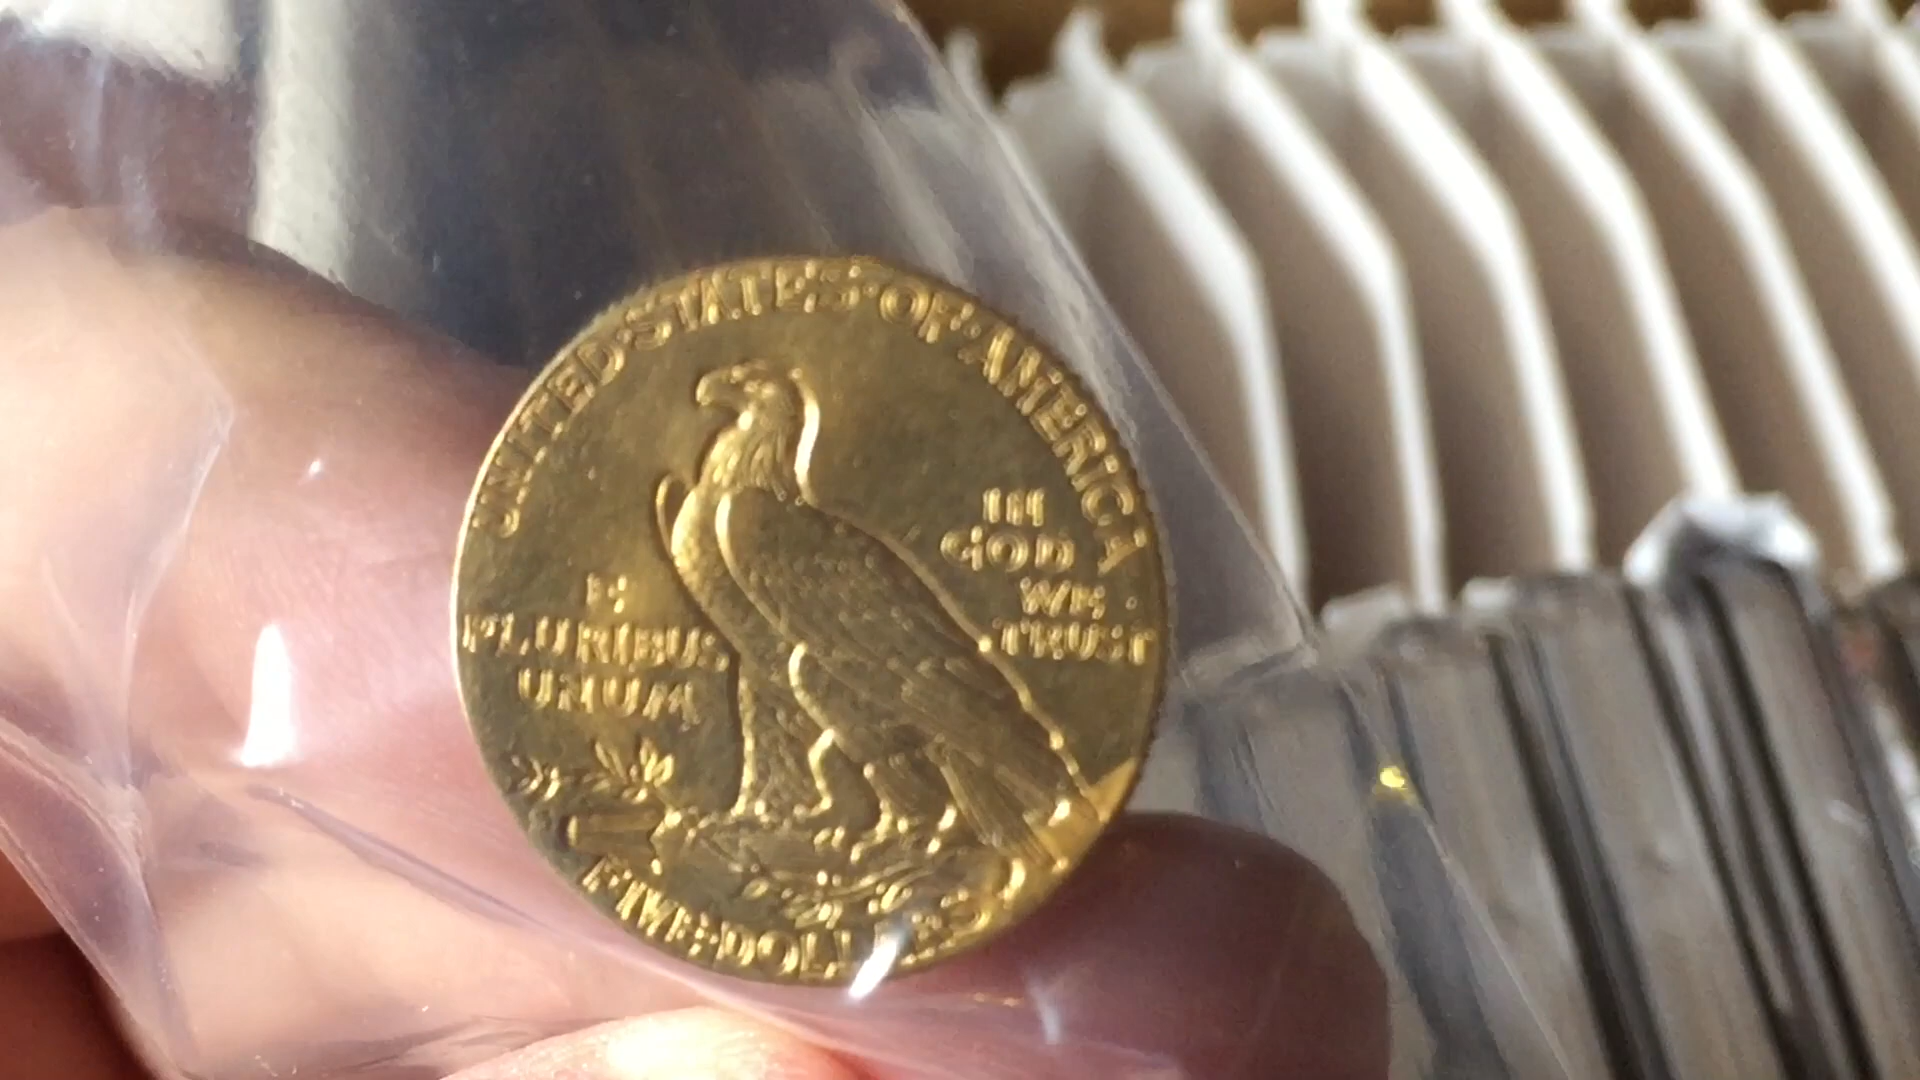 UNITED·STATES·OF·AMERICA
IN
GOD
WE
TRUST
E
PLURIBUS
UNUM
FIVE·DOLLARS